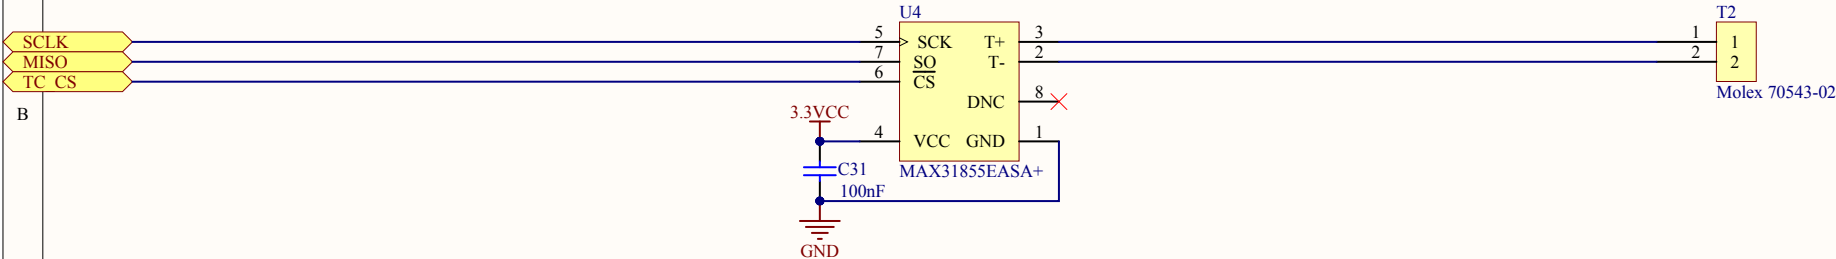 U4
T2
SCLK
5
SCK
T+
3
1
1
MISO
7
SO
T-
2
2
2
TC_CS
6
CS
Molex 70543-02
DNC
8
B
3.3VCC
4
VCC
GND
1
C31
MAX31855EASA+
100nF
GND